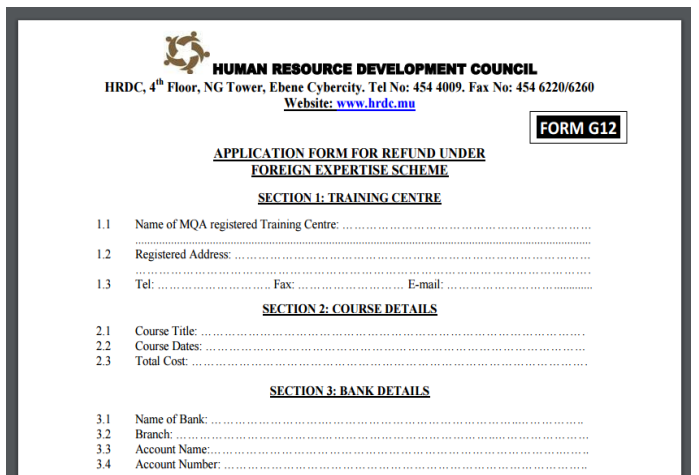 HUMAN RESOURCE DEVELOPMENT COUNCIL
HRDC, 4th Floor, NG Tower, Ebene Cybercity. Tel No: 454 4009. Fax No: 454 6220/6260
Website: www.hrdc.mu
FORM G12
APPLICATION FORM FOR REFUND UNDER
FOREIGN EXPERTISE SCHEME
SECTION 1: TRAINING CENTRE
1.1 Name of MQA registered Training Centre: ……………………………………………………
…………………………………………………………………………………………
1.2 Registered Address: ……………………………………………………………………
…………………………………………………………………………………………
1.3 Tel: ……………………….. Fax: ……………………… E-mail: ……………………............
SECTION 2: COURSE DETAILS
2.1 Course Title: ……………………………………………………………………………….
2.2 Course Dates: ………………………………………………………………………………
2.3 Total Cost: ………………………………………………………………………………….
SECTION 3: BANK DETAILS
3.1 Name of Bank: ……………………………………………………………………………..
3.2 Branch: ……………………………………………………………………………………..
3.3 Account Name:……………………………………………………………………………..
3.4 Account Number: …………………………………………………………………………..